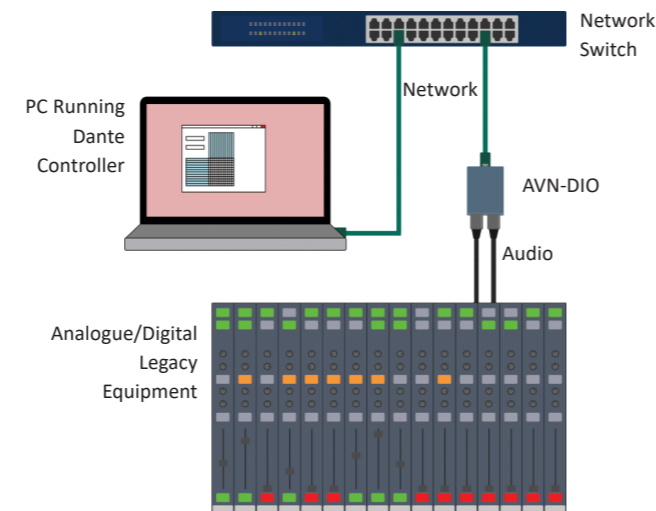 Network
Switch
Network
PC Running
Dante
Controller
AVN-DIO
Audio
Analogue/Digital
Legacy
Equipment